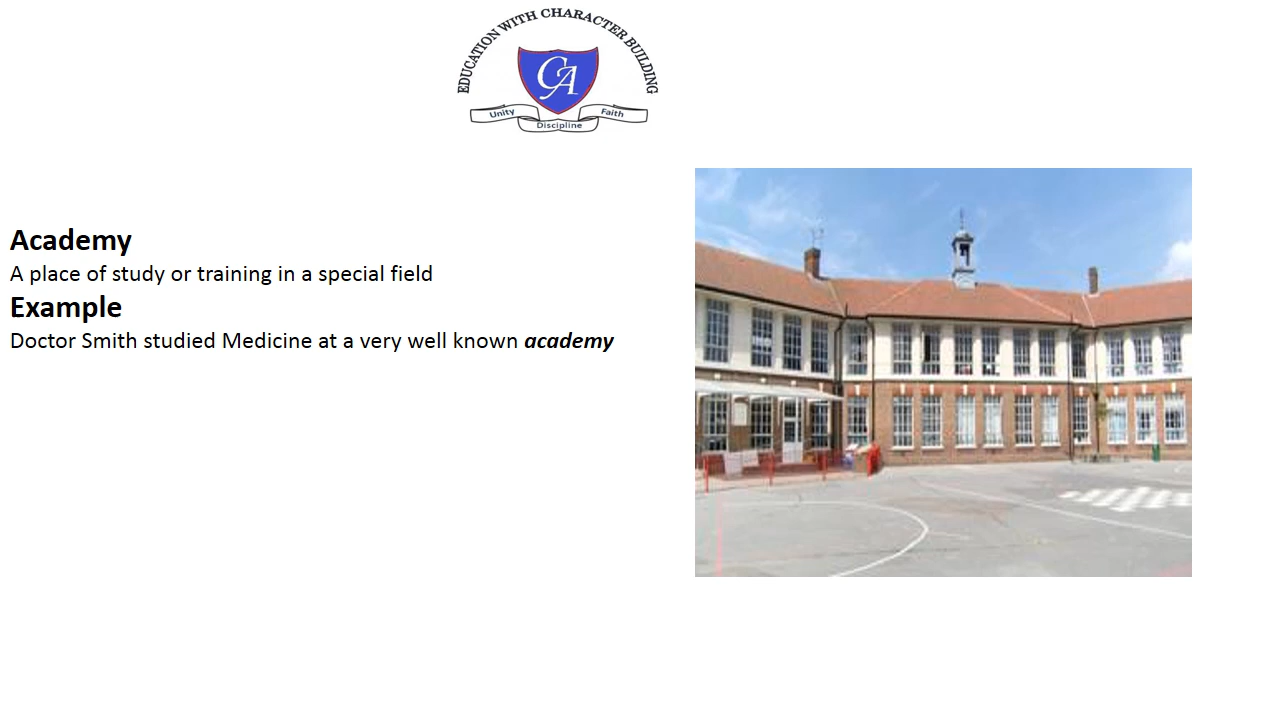 EDUCATION WITH CHARACTER BUILDING
CA
Unity
Discipline
Faith
Academy
A place of study or training in a special field
Example
Doctor Smith studied Medicine at a very well known academy